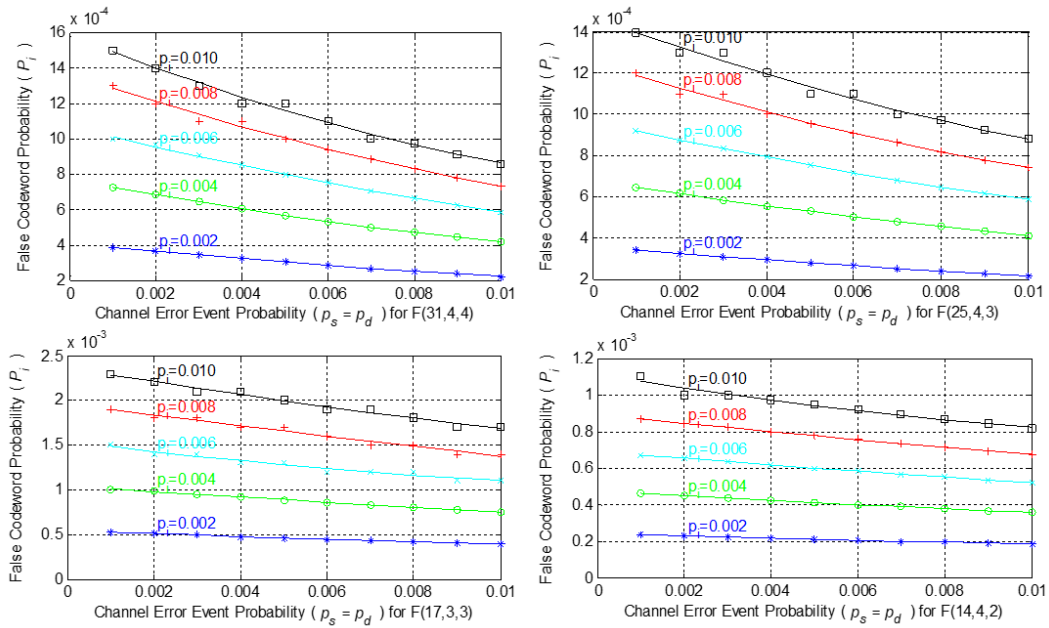 x 10^-4
False Codeword Probability ( P_i )
16
14
12
10
8
6
4
2
p_i=0.010
p_i=0.008
p_i=0.006
p_i=0.004
p_i=0.002
0 0.002 0.004 0.006 0.008 0.01
Channel Error Event Probability ( p_s = p_d ) for F(31,4,4)
x 10^-4
False Codeword Probability ( P_i )
14
12
10
8
6
4
2
p_i=0.010
p_i=0.008
p_i=0.006
p_i=0.004
p_i=0.002
0 0.002 0.004 0.006 0.008 0.01
Channel Error Event Probability ( p_s = p_d ) for F(25,4,3)
x 10^-3
False Codeword Probability ( P_i )
2.5
2
1.5
1
0.5
0
p_i=0.010
p_i=0.008
p_i=0.006
p_i=0.004
p_i=0.002
0 0.002 0.004 0.006 0.008 0.01
Channel Error Event Probability ( p_s = p_d ) for F(17,3,3)
x 10^-3
False Codeword Probability ( P_i )
1.2
1
0.8
0.6
0.4
0.2
0
p_i=0.010
p_i=0.008
p_i=0.006
p_i=0.004
p_i=0.002
0 0.002 0.004 0.006 0.008 0.01
Channel Error Event Probability ( p_s = p_d ) for F(14,4,2)